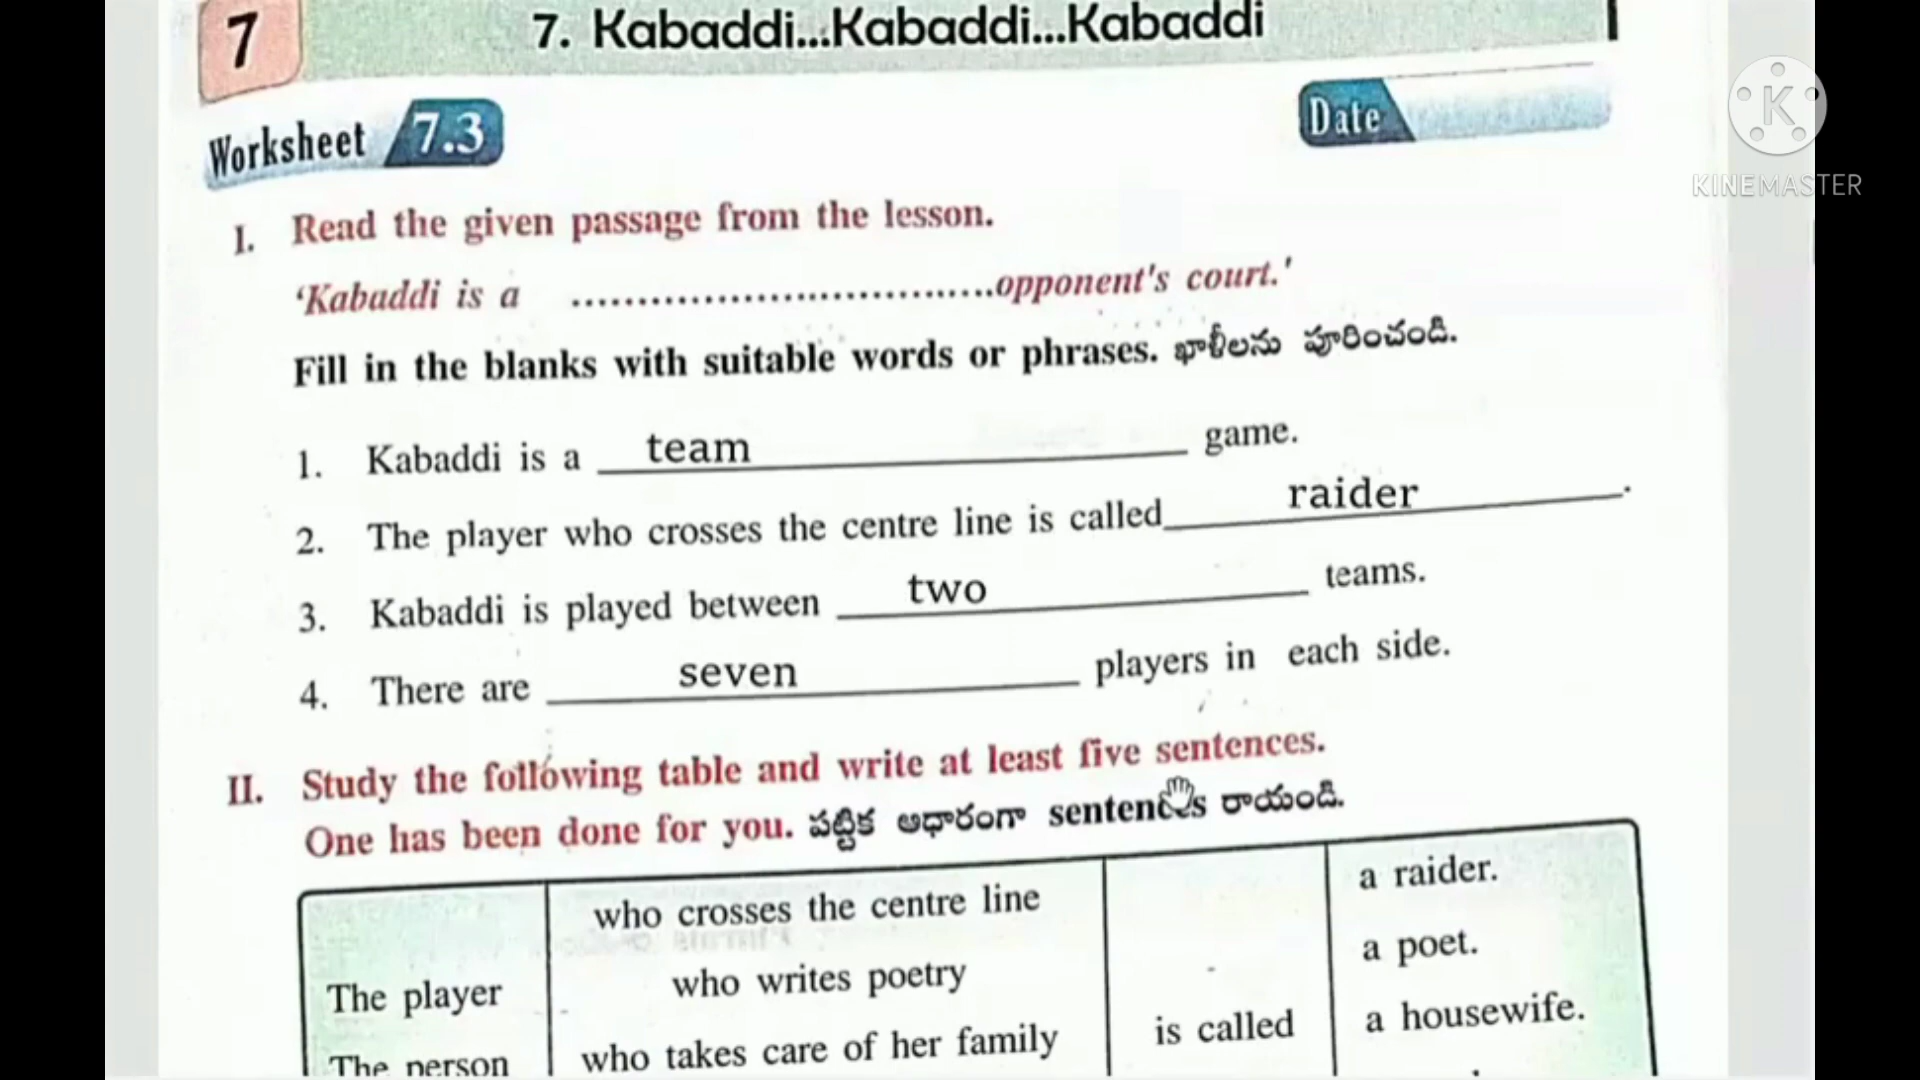 7
7. Kabaddi...Kabaddi...Kabaddi
Worksheet 7.3
Date
KINEMASTER
I. Read the given passage from the lesson.
‘Kabaddi is a ................................opponent's court.'
Fill in the blanks with suitable words or phrases. ఖాళీలను పూరించండి.
1. Kabaddi is a team game.
2. The player who crosses the centre line is called raider.
3. Kabaddi is played between two teams.
4. There are seven players in each side.
II. Study the following table and write at least five sentences.
One has been done for you. పట్టిక ఆధారంగా sentences రాయండి.
who crosses the centre line a raider.
who writes poetry a poet.
The player is called a housewife.
The person who takes care of her family